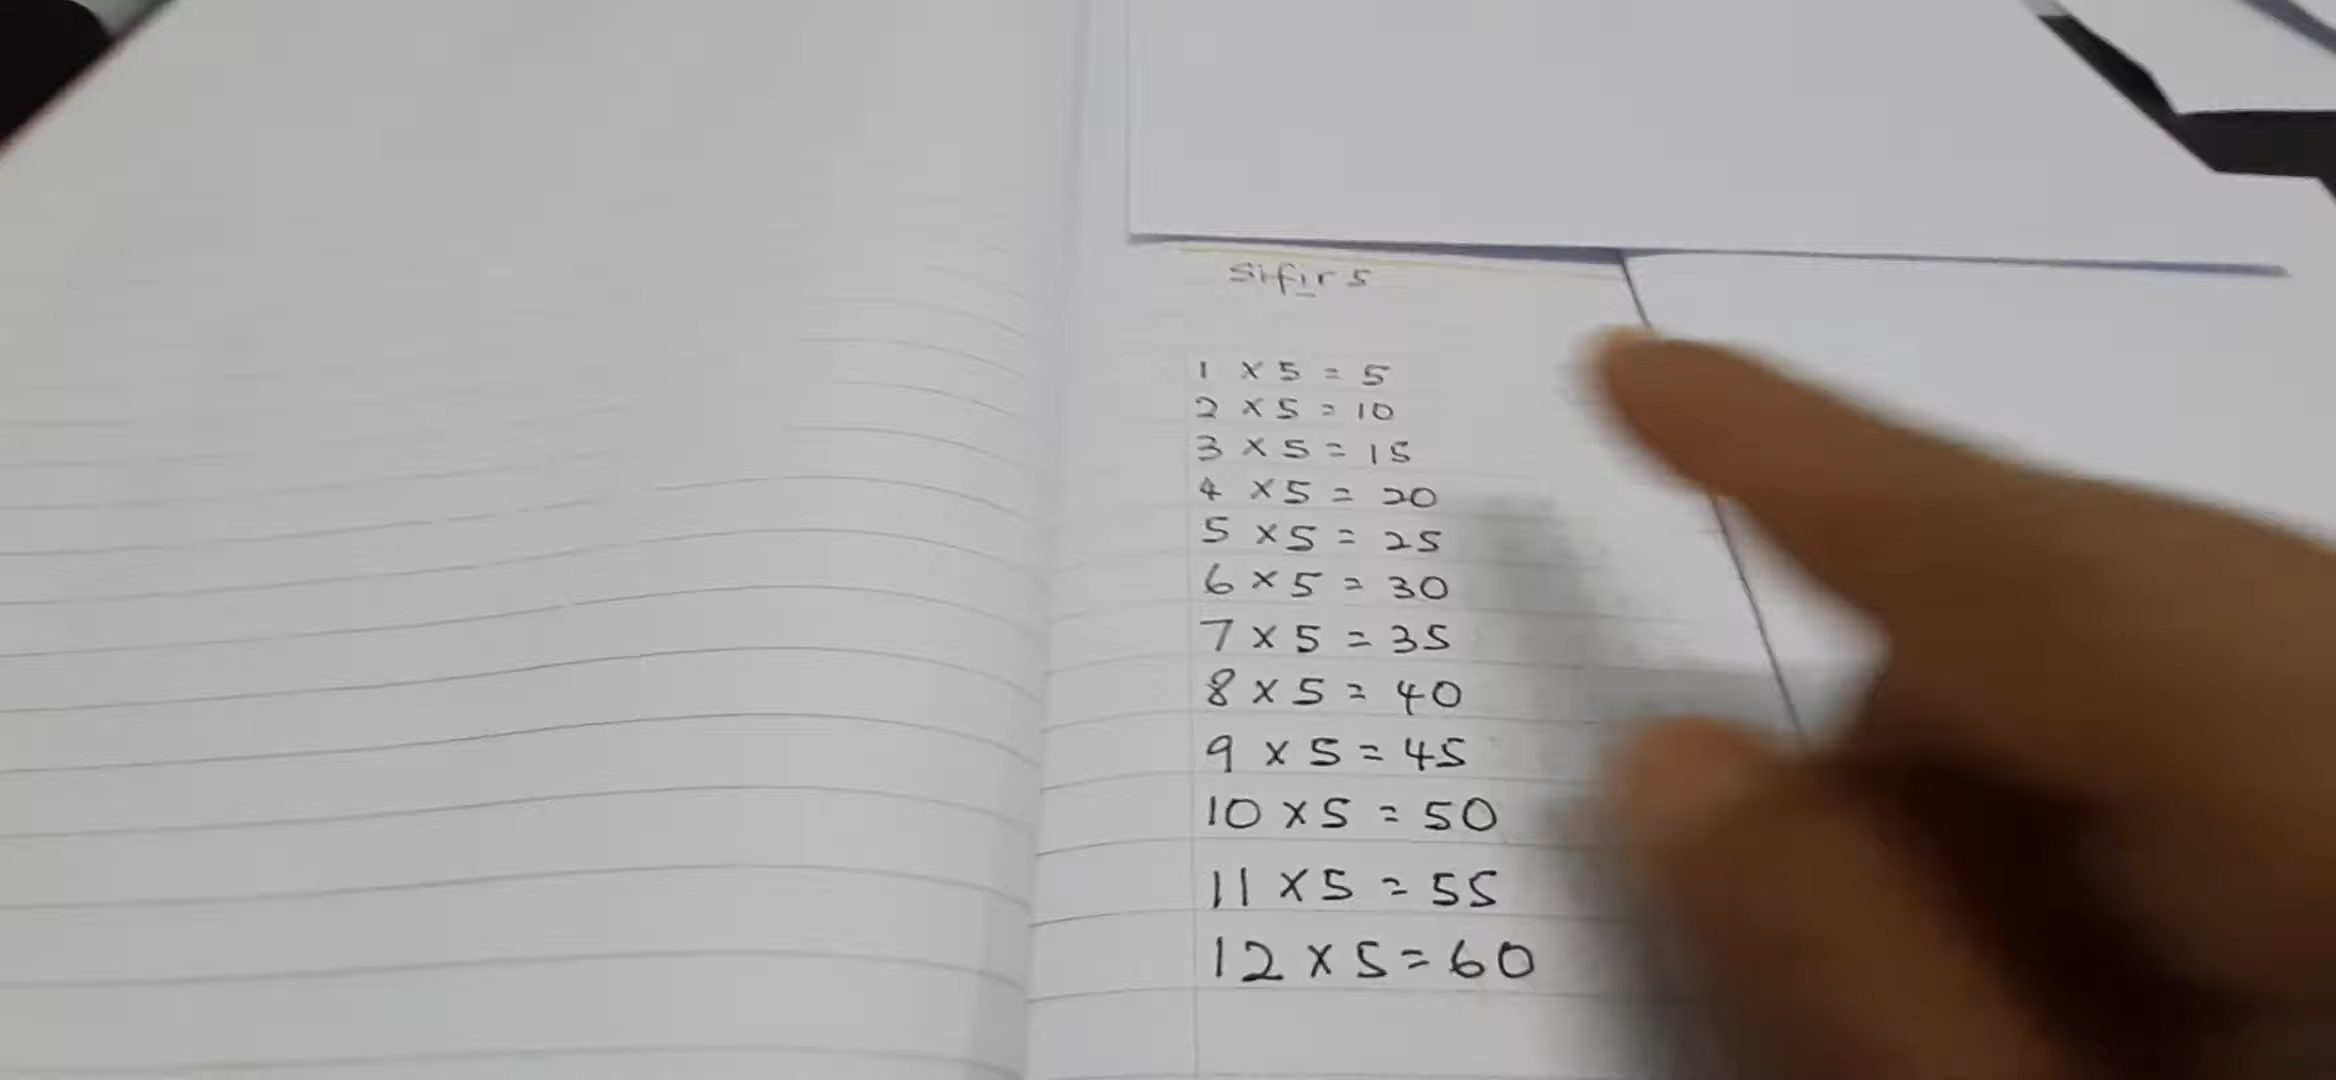 Sifir 5
1 x 5 = 5
2 x 5 = 10
3 x 5 = 15
4 x 5 = 20
5 x 5 = 25
6 x 5 = 30
7 x 5 = 35
8 x 5 = 40
9 x 5 = 45
10 x 5 = 50
11 x 5 = 55
12 x 5 = 60